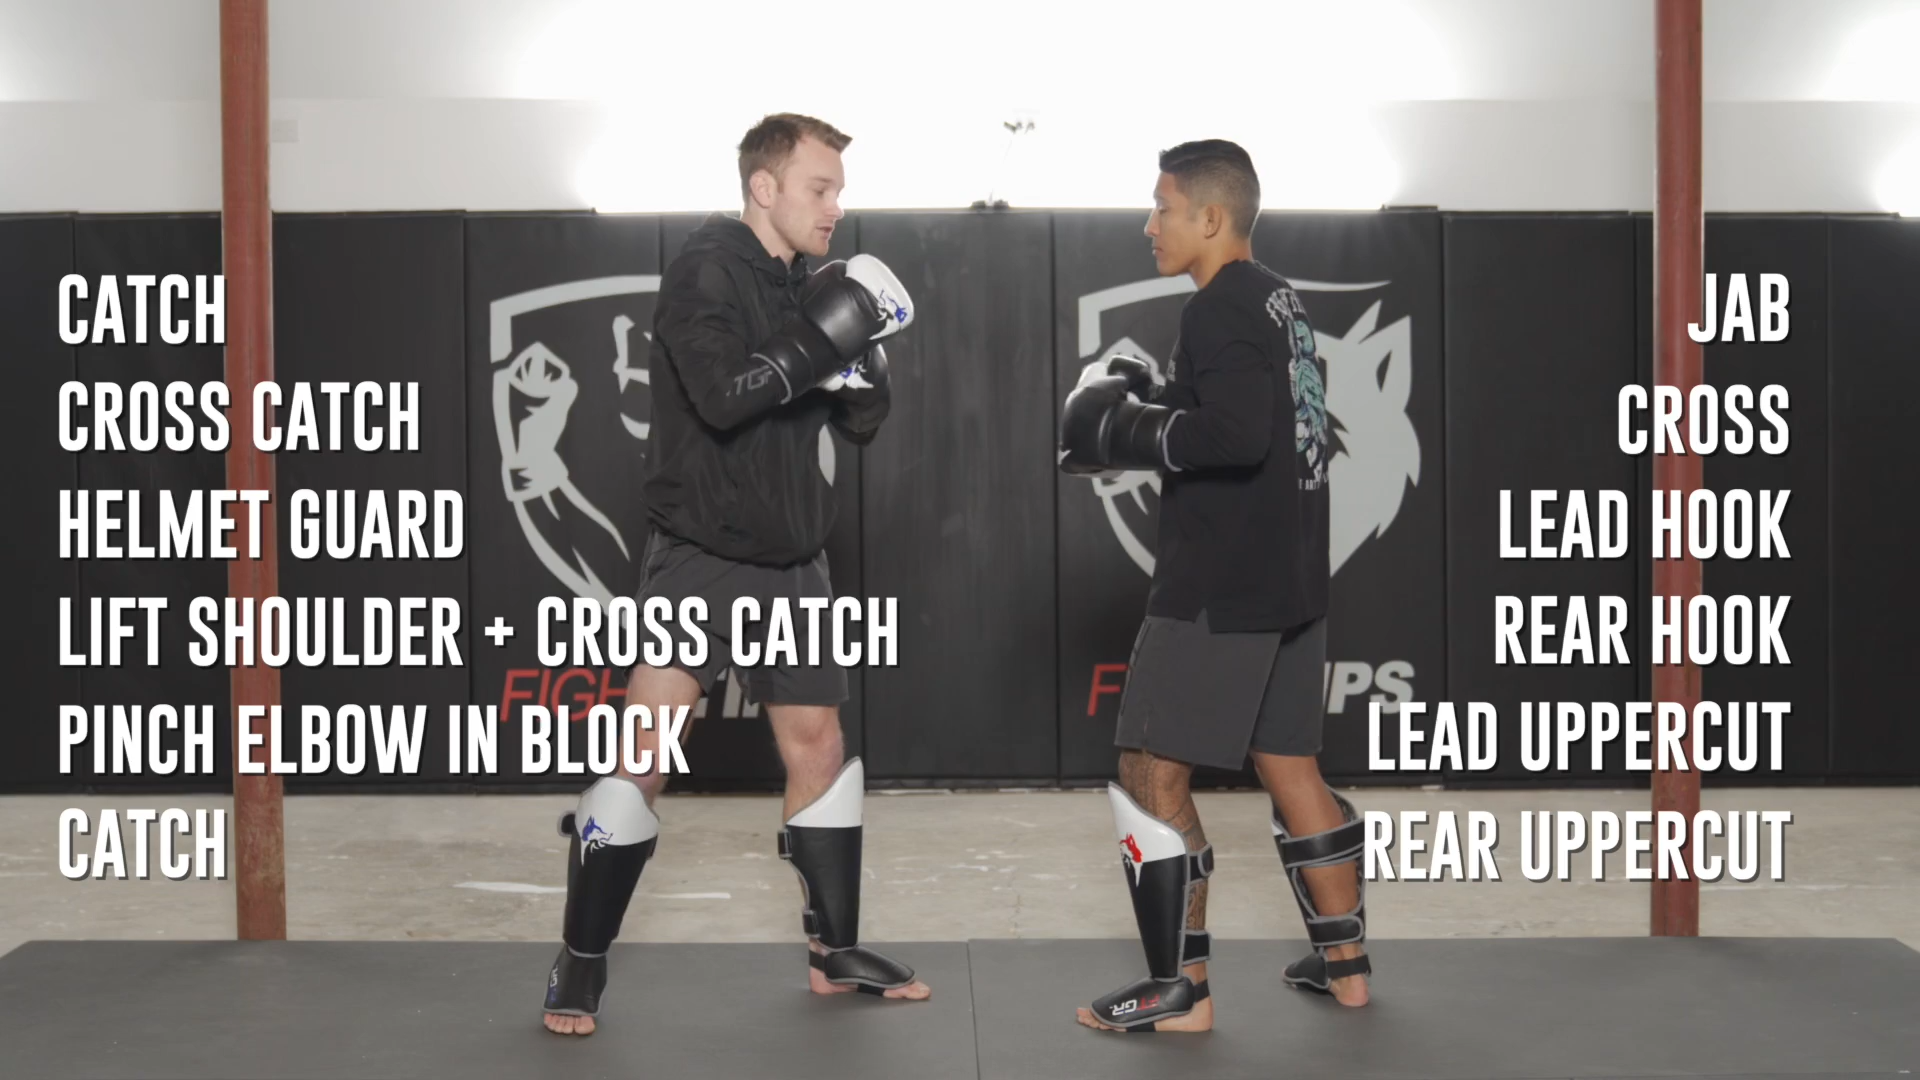 CATCH
CROSS CATCH
HELMET GUARD
LIFT SHOULDER + CROSS CATCH
PINCH ELBOW IN BLOCK
CATCH
JAB
CROSS
LEAD HOOK
REAR HOOK
LEAD UPPERCUT
REAR UPPERCUT